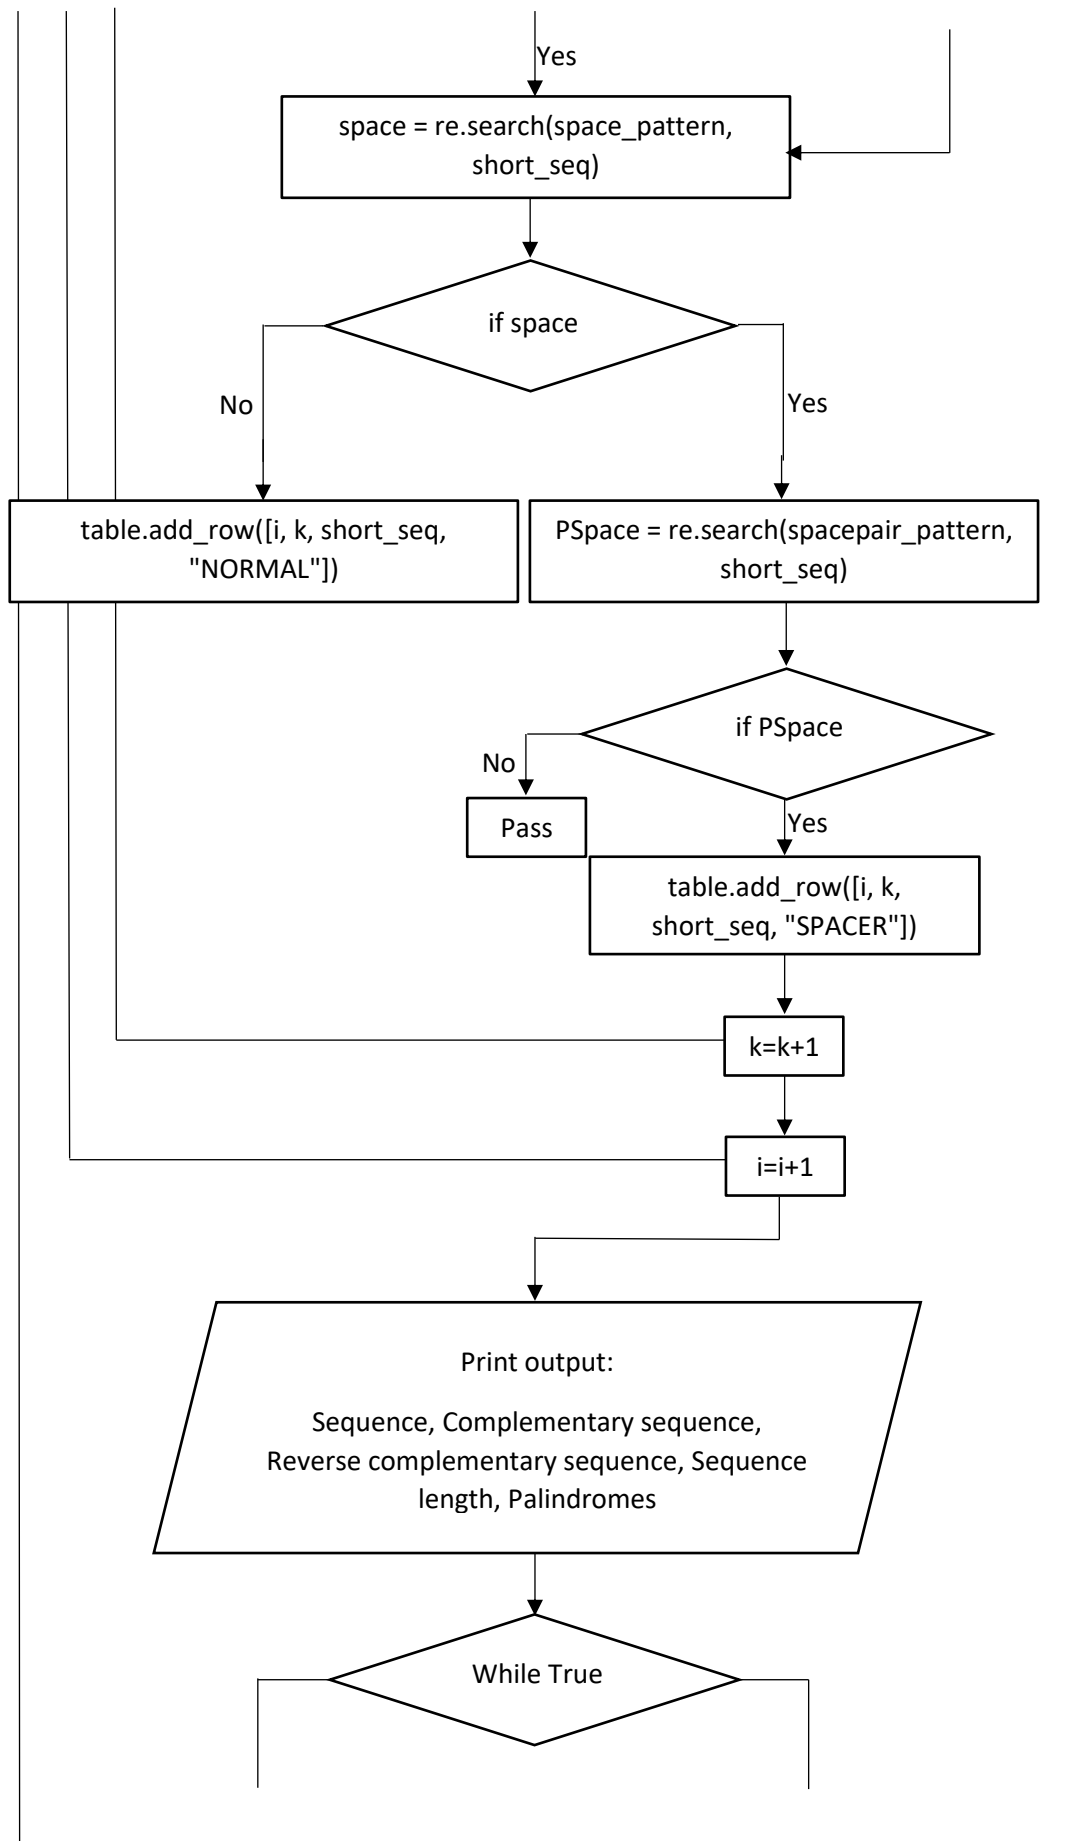 Yes
space = re.search(space_pattern,
short_seq)
if space
No
Yes
table.add_row([i, k, short_seq,
"NORMAL"])
PSpace = re.search(spacepair_pattern,
short_seq)
if PSpace
No
Pass
Yes
table.add_row([i, k,
short_seq, "SPACER"])
k=k+1
i=i+1
Print output:
Sequence, Complementary sequence,
Reverse complementary sequence, Sequence
length, Palindromes
While True